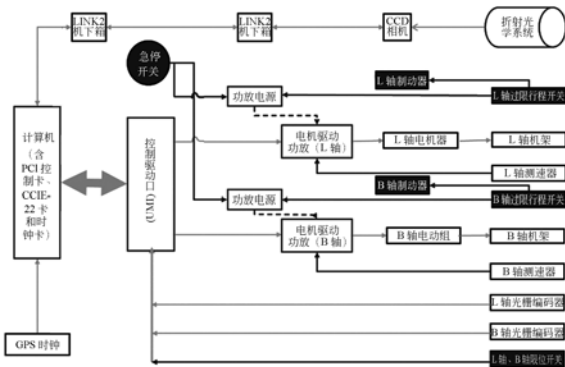 LINK2
机下箱
LINK2
机下箱
CCD
相机
折射光
学系统
急停
开关
L 轴制动器
功放电源
L 轴过限行程开关
计算机
(含
PCI 控
制卡、
CCIE-
22 卡
和时
钟卡)
控制驱动口
(UMI)
电机驱动
功放 (L 轴)
L 轴电机器
L 轴机架
L 轴测速器
B 轴制动器
功放电源
B 轴过限行程开关
电机驱动
功放 (B 轴)
B 轴电动组
B 轴机架
B 轴测速器
L 轴光栅编码器
B 轴光栅编码器
GPS 时钟
L轴、B轴限位开关